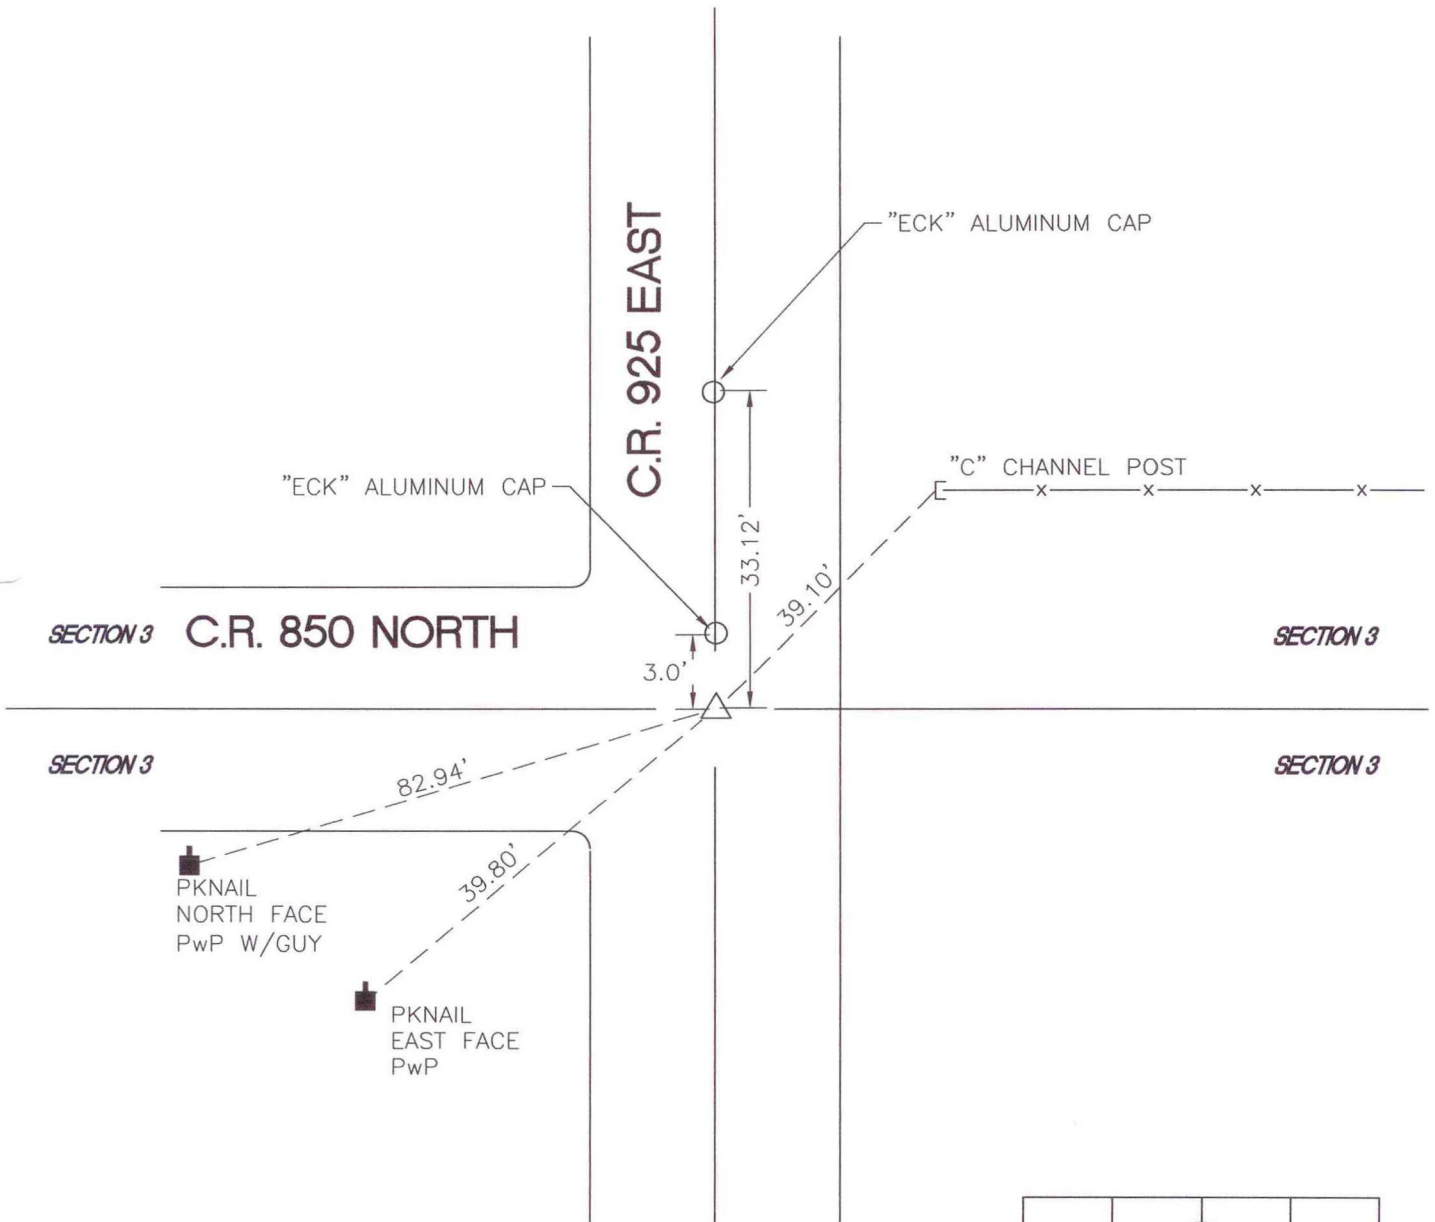 "ECK" ALUMINUM CAP
C.R. 925 EAST
"C" CHANNEL POST
"ECK" ALUMINUM CAP
x x x x
33.12'
39.10'
SECTION 3
C.R. 850 NORTH
SECTION 3
3.0'
SECTION 3
SECTION 3
82.94'
39.80'
PKNAIL
NORTH FACE
PwP W/GUY
PKNAIL
EAST FACE
PwP